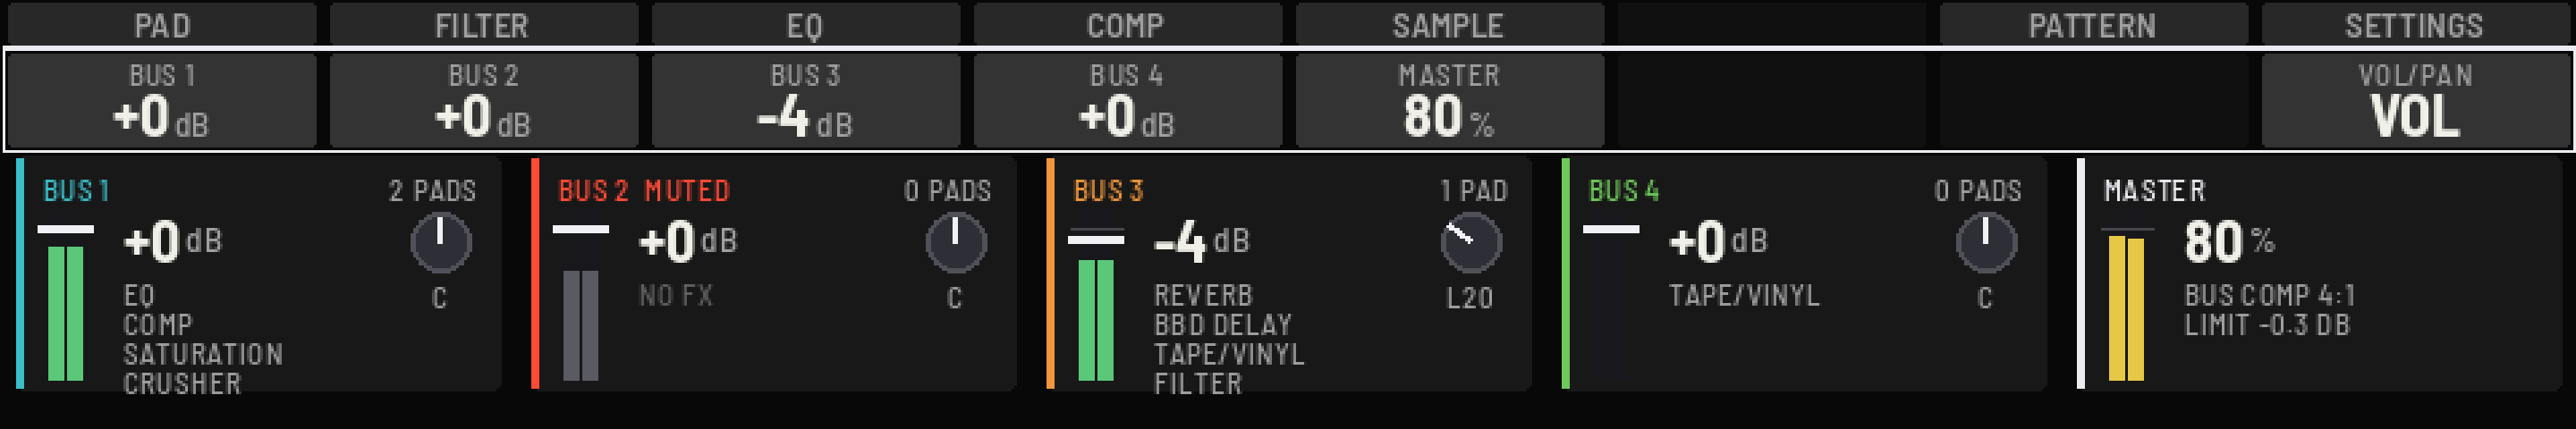 PAD FILTER EQ COMP SAMPLE PATTERN SETTINGS
BUS 1 BUS 2 BUS 3 BUS 4 MASTER VOL/PAN
+0 dB +0 dB -4 dB +0 dB 80 % VOL
BUS 1 2 PADS BUS 2 MUTED 0 PADS BUS 3 1 PAD BUS 4 0 PADS MASTER
+0 dB +0 dB -4 dB +0 dB 80 %
EQ C NO FX C REVERB L20 TAPE/VINYL C BUS COMP 4:1
COMP BBD DELAY LIMIT -0.3 DB
SATURATION TAPE/VINYL
CRUSHER FILTER